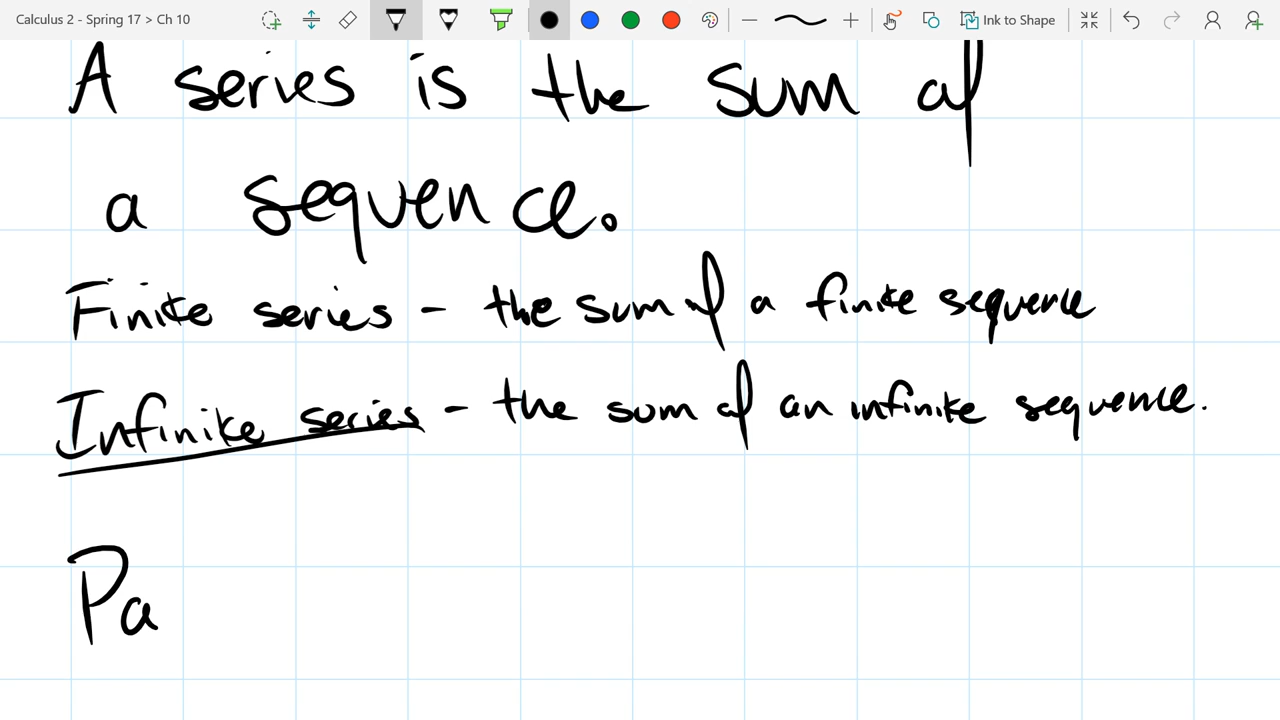 Calculus 2 - Spring 17 > Ch 10
Ink to Shape
A series is the sum of
a sequence.
Finite series - the sum of a finite sequence
Infinite series - the sum of an infinite sequence.
Pa